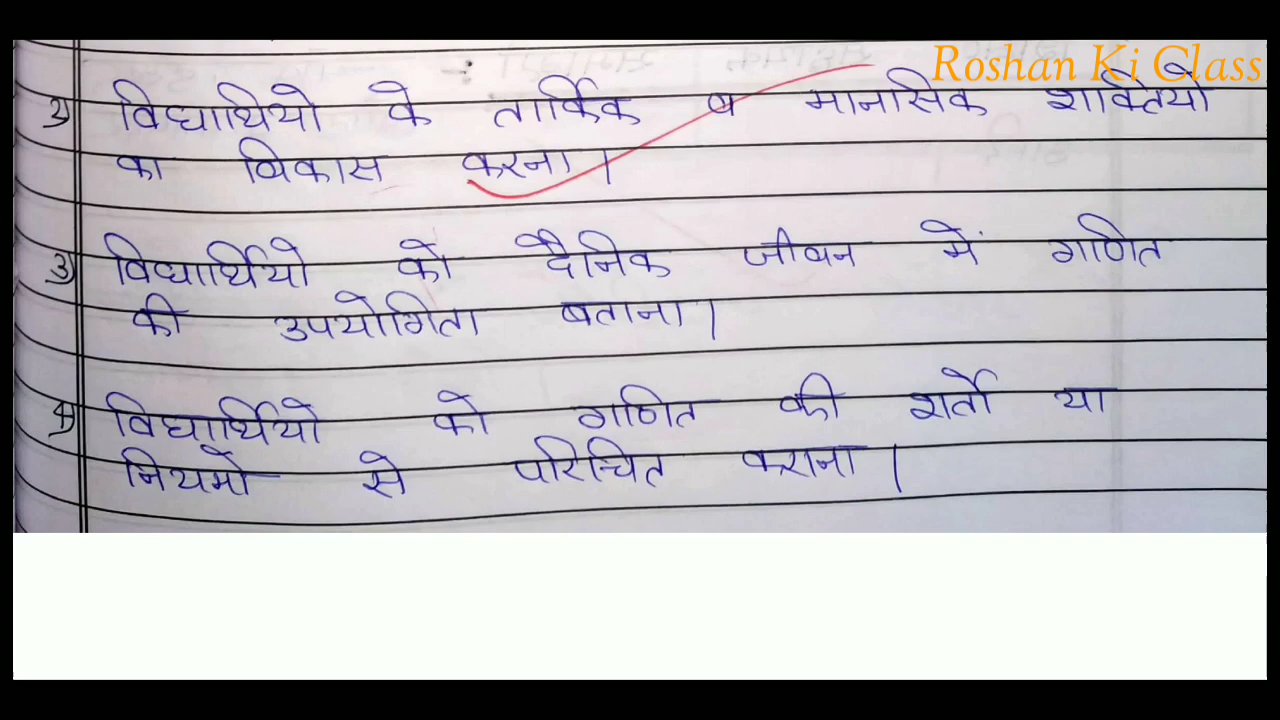 Roshan Ki Class
2) विद्यार्थियो के तार्किक व मानसिक शक्तियो
का विकास करना।
3) विद्यार्थियो को दैनिक जीवन में गणित
की उपयोगिता बताना।
4) विद्यार्थियो को गणित की शर्तो या
नियमों से परिचित कराना।